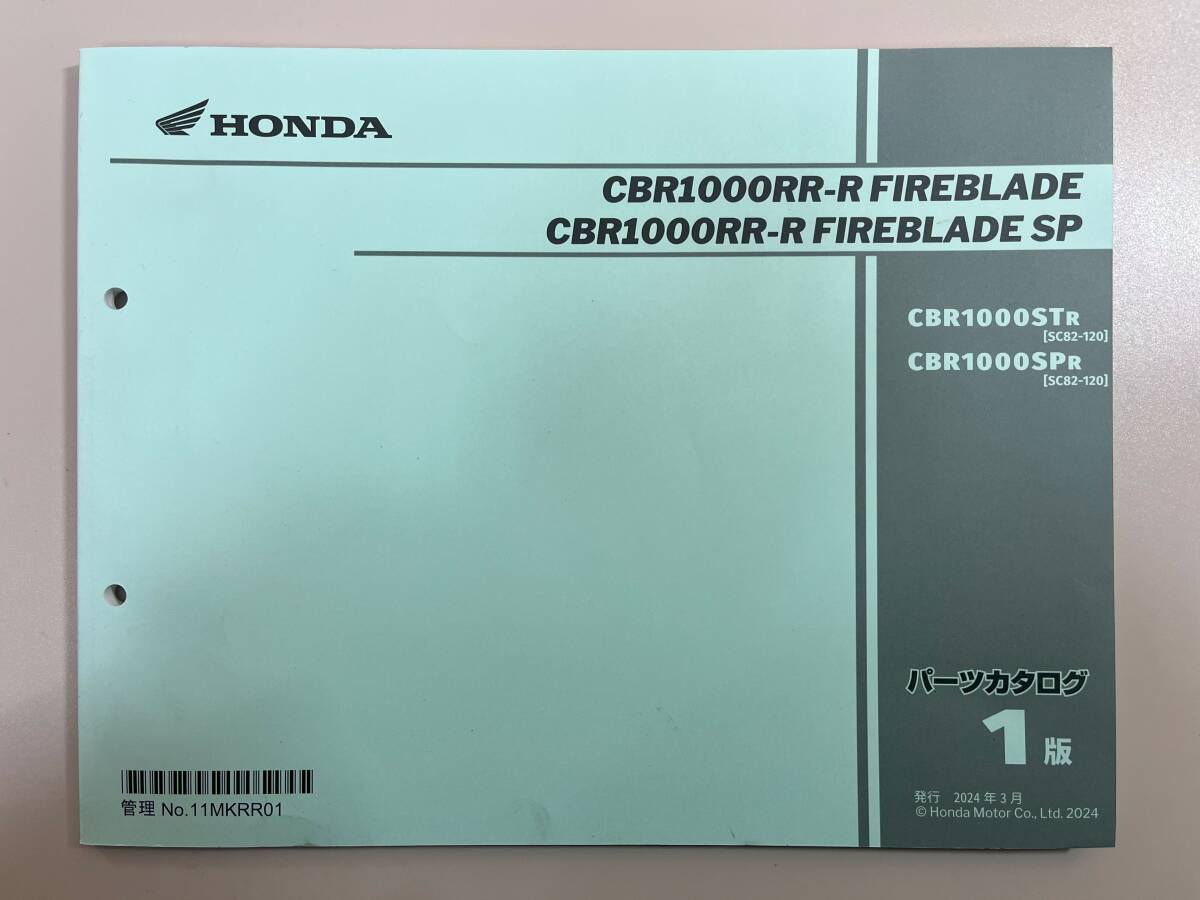 HONDA
CBR1000RR-R FIREBLADE
CBR1000RR-R FIREBLADE SP
CBR1000STR
[SC82-120]
CBR1000SPR
[SC82-120]
パーツカタログ
1版
発行 2024年3月
© Honda Motor Co., Ltd. 2024
管理 No.11MKRR01